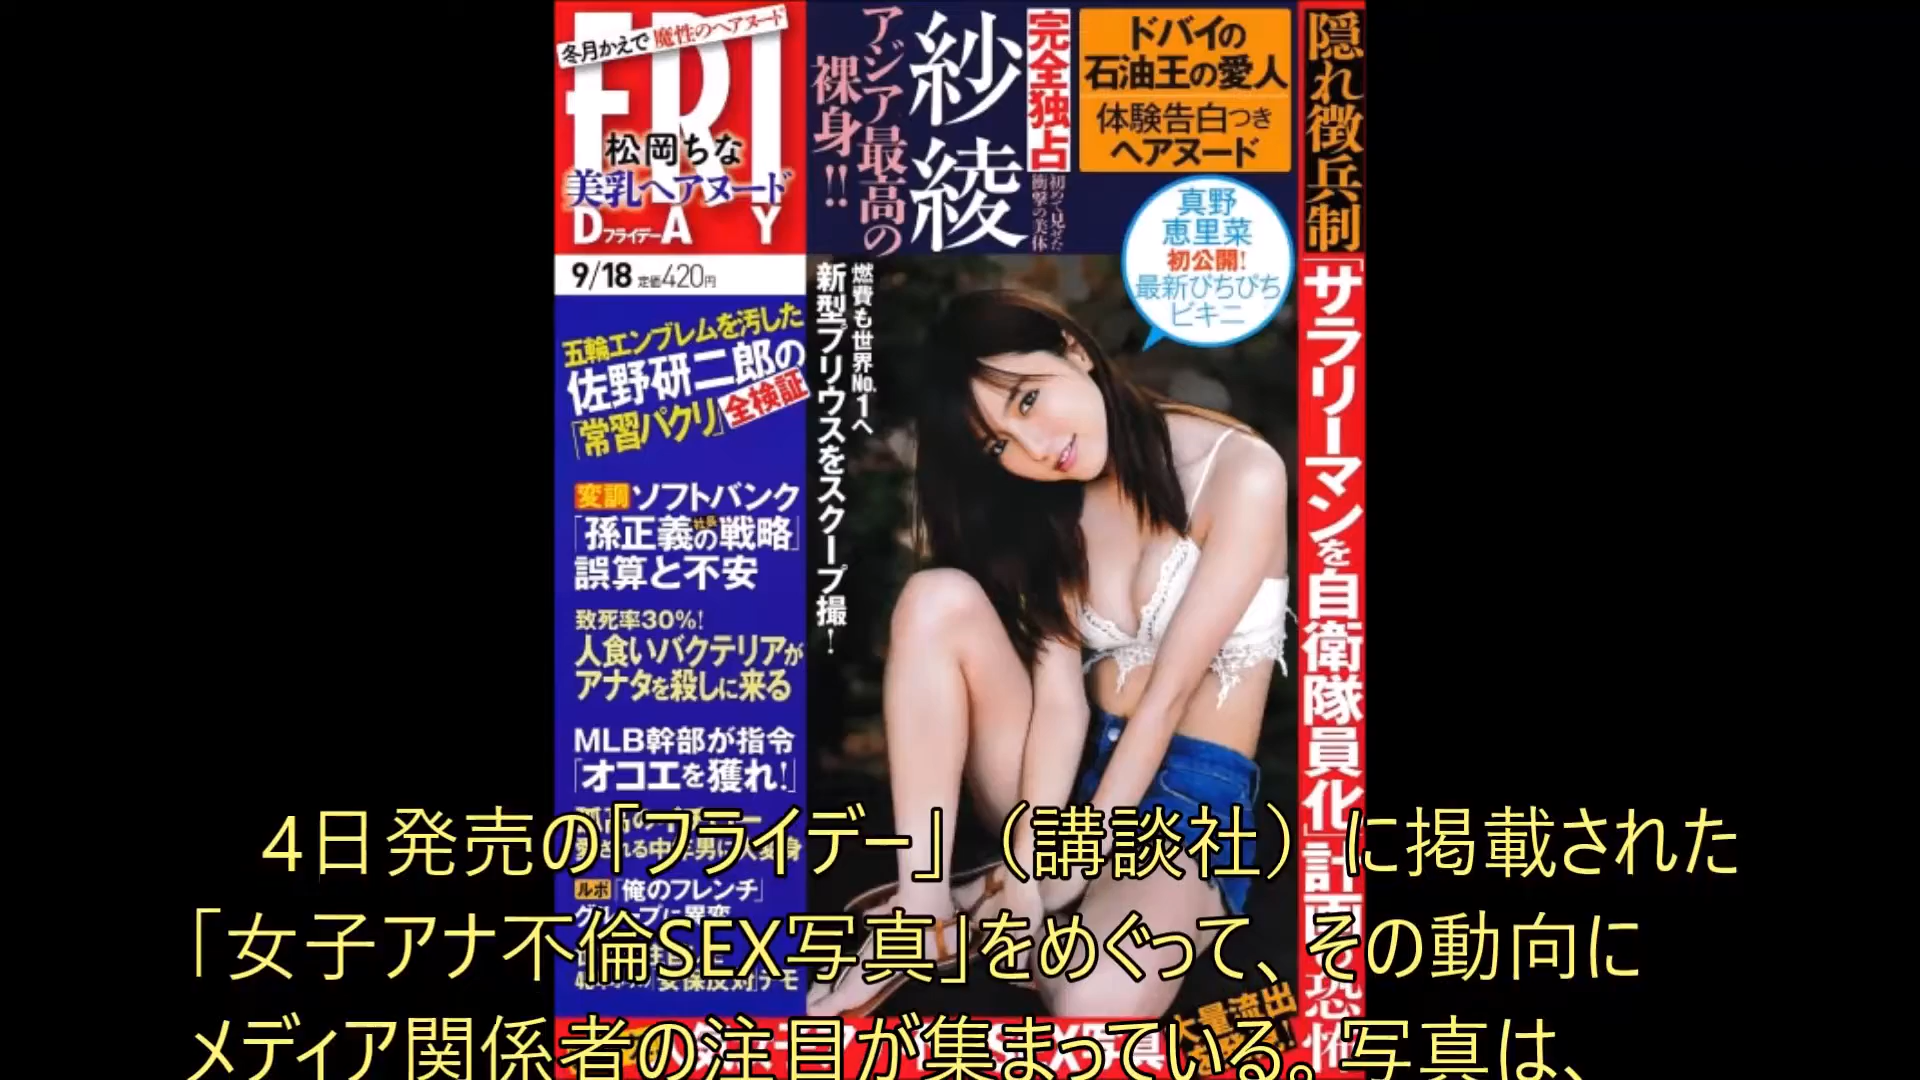 冬月かえで 魔性のヘアヌード
FRI
松岡ちな
美乳ヘアヌード
DAY
フライデー
9/18 定価420円
五輪エンブレムを汚した
佐野研二郎の
「常習パクリ」全検証
変調 ソフトバンク
「孫正義社長の戦略」
誤算と不安
致死率30%!
人食いバクテリアが
アナタを殺しに来る
MLB幹部が指令
「オコエを獲れ!」
ルポ「俺のフレンチ」
完全独占
初めて見せた
衝撃の美体
紗綾
アジア最高の
裸身!!
燃費も世界No.1へ
新型プリウスをスクープ撮!
ドバイの
石油王の愛人
体験告白つき
ヘアヌード
真野
恵里菜
初公開!
最新ぴちぴち
ビキニ
隠れ徴兵制
「サラリーマンを自衛隊員化」計画の恐怖
大量流出
4日発売の「フライデー」（講談社）に掲載された
「女子アナ不倫SEX写真」をめぐって、その動向に
メディア関係者の注目が集まっている。写真は、